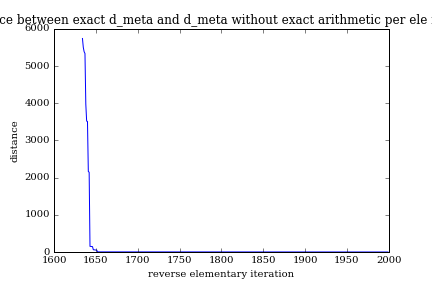 ce between exact d_meta and d_meta without exact arithmetic per ele
6000
5000
4000
3000
2000
1000
0
distance
1600 1650 1700 1750 1800 1850 1900 1950 2000
reverse elementary iteration